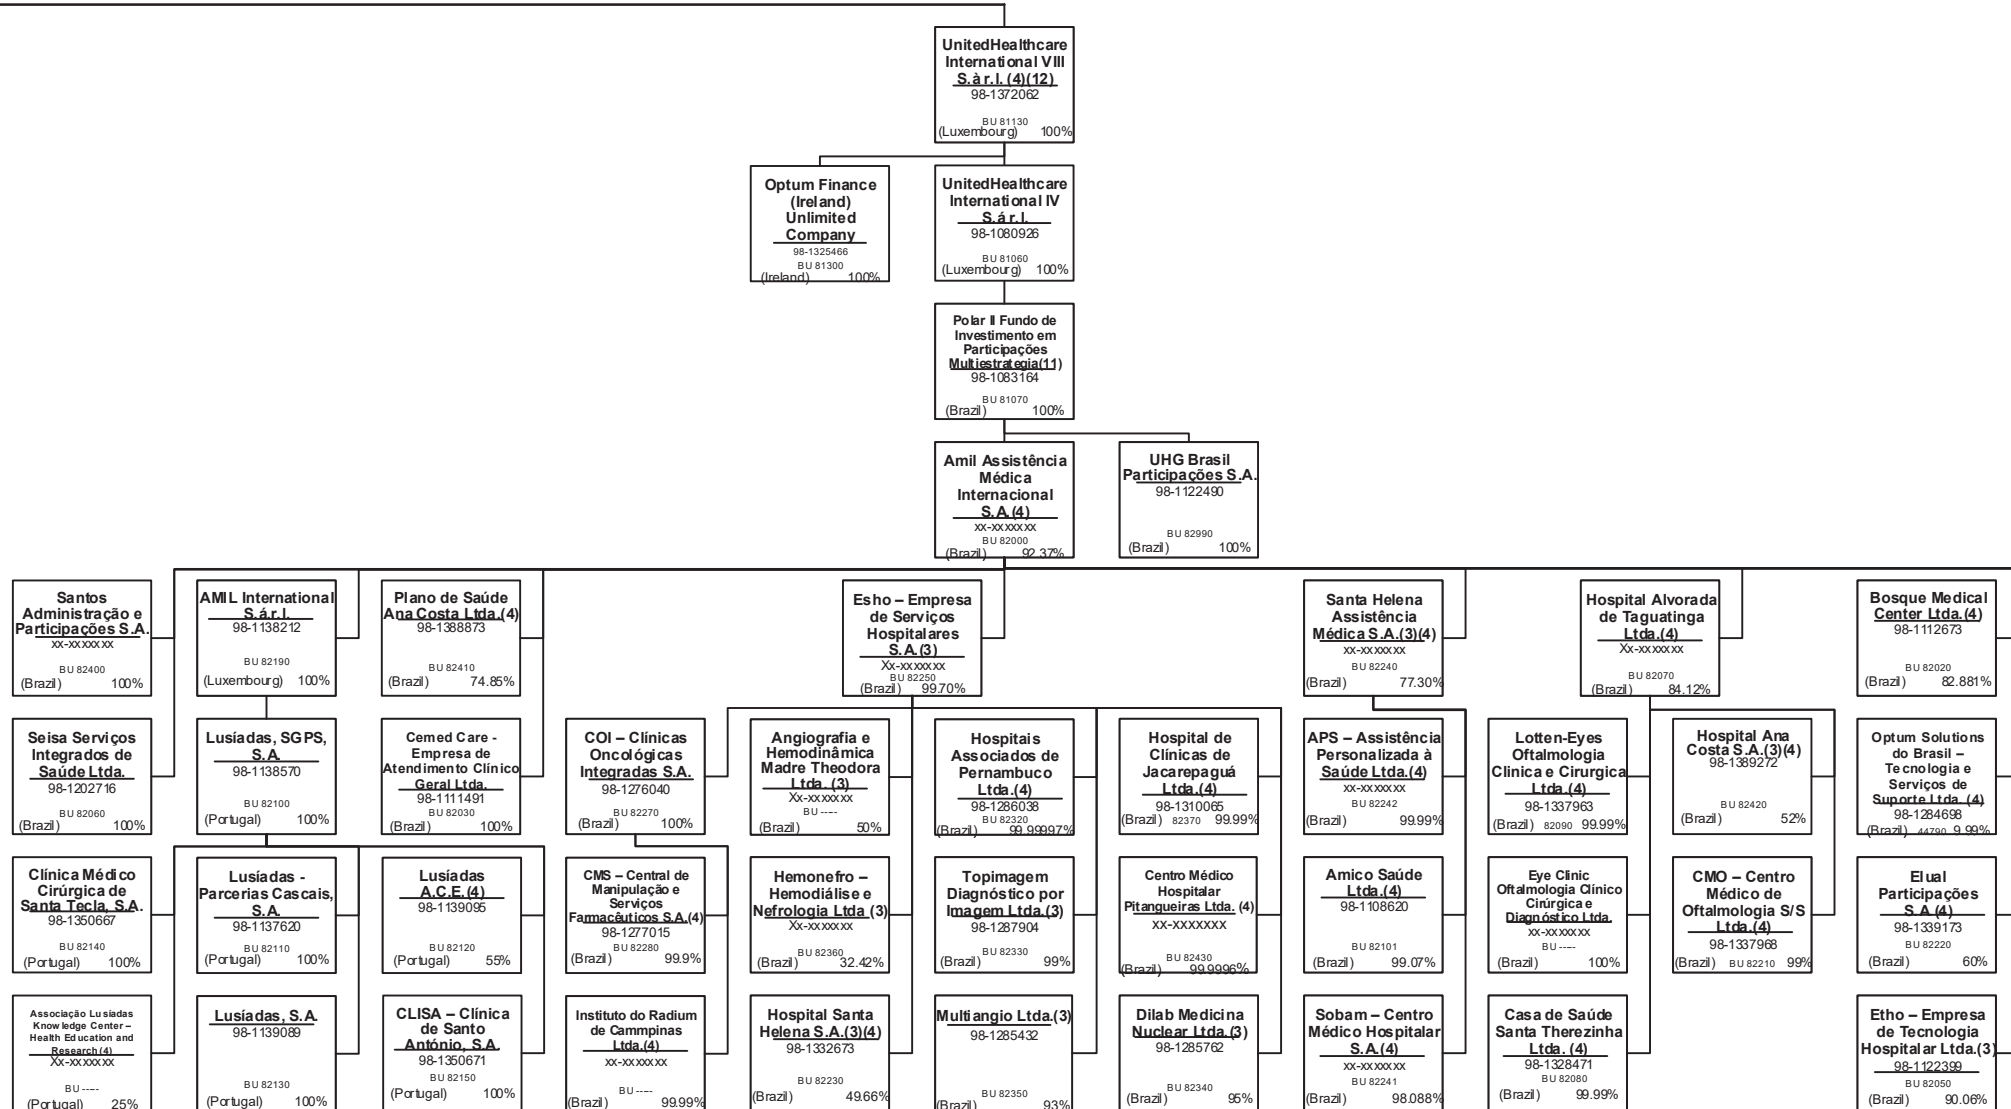 UnitedHealthcare
International VIII
S.à r.l. (4)(12)
98-1372062
BU 81130
(Luxembourg) 100%
Optum Finance
(Ireland)
Unlimited
Company
98-1325466
BU 81300
(Ireland) 100%
UnitedHealthcare
International IV
S.á r.l.
98-1080926
BU 81060
(Luxembourg) 100%
Polar II Fundo de
Investimento em
Participações
Multiestrategia(11)
98-1083164
BU 81070
(Brazil) 100%
Amil Assistência
Médica
Internacional
S.A.(4)
xx-xxxxxxx
BU 82000
(Brazil) 92.37%
UHG Brasil
Participações S.A.
98-1122490
BU 82990
(Brazil) 100%
Santos
Administração e
Participações S.A.
xx-xxxxxxx
BU 82400
(Brazil) 100%
AMIL International
S.á.r.l.
98-1138212
BU 82190
(Luxembourg) 100%
Plano de Saúde
Ana Costa Ltda.(4)
98-1388873
BU 82410
(Brazil) 74.85%
Esho – Empresa
de Serviços
Hospitalares
S.A.(3)
Xx-xxxxxxx
BU 82250
(Brazil) 99.70%
Santa Helena
Assistência
Médica S.A.(3)(4)
xx-xxxxxxx
BU 82240
(Brazil) 77.30%
Hospital Alvorada
de Taguatinga
Ltda.(4)
Xx-xxxxxxx
BU 82070
(Brazil) 84.12%
Bosque Medical
Center Ltda.(4)
98-1112673
BU 82020
(Brazil) 82.881%
Seisa Serviços
Integrados de
Saúde Ltda.
98-1202716
BU 82060
(Brazil) 100%
Lusíadas, SGPS,
S.A.
98-1138570
BU 82100
(Portugal) 100%
Cemed Care -
Empresa de
Atendimento Clínico
Geral Ltda.
98-1111491
BU 82030
(Brazil) 100%
COI – Clínicas
Oncológicas
Integradas S.A.
98-1276040
BU 82270
(Brazil) 100%
Angiografia e
Hemodinâmica
Madre Theodora
Ltda. (3)
Xx-xxxxxxx
BU -----
(Brazil) 50%
Hospitais
Associados de
Pernambuco
Ltda.(4)
98-1286038
BU 82320
(Brazil) 99.99997%
Hospital de
Clínicas de
Jacarepaguá
Ltda.(4)
98-1310065
(Brazil) 82370 99.99%
APS – Assistência
Personalizada à
Saúde Ltda.(4)
xx-xxxxxxx
BU 82242
(Brazil) 99.99%
Lotten-Eyes
Oftalmologia
Clinica e Cirurgica
Ltda.(4)
98-1337963
(Brazil) 82090 99.99%
Hospital Ana
Costa S.A.(3)(4)
98-1389272
BU 82420
(Brazil) 52%
Optum Solutions
do Brasil –
Tecnologia e
Serviços de
Suporte Ltda. (4)
98-1284698
(Brazil) 44790 9.99%
Clínica Médico
Cirúrgica de
Santa Tecla, S.A.
98-1350667
BU 82140
(Portugal) 100%
Lusíadas -
Parcerias Cascais,
S.A.
98-1137620
BU 82110
(Portugal) 100%
Lusíadas
A.C.E.(4)
98-1139095
BU 82120
(Portugal) 55%
CMS – Central de
Manipulação e
Serviços
Farmacêuticos S.A.(4)
98-1277015
BU 82280
(Brazil) 99.9%
Hemonefro –
Hemodiálise e
Nefrologia Ltda (3)
Xx-xxxxxxx
BU 82360
(Brazil) 32.42%
Topimagem
Diagnóstico por
Imagem Ltda.(3)
98-1287904
BU 82330
(Brazil) 99%
Centro Médico
Hospitalar
Pitangueiras Ltda. (4)
xx-xxxxxxx
BU 82430
(Brazil) 99.9996%
Amico Saúde
Ltda.(4)
98-1108620
BU 82101
(Brazil) 99.07%
Eye Clinic
Oftalmologia Clínico
Cirúrgica e
Diagnóstico Ltda.
xx-xxxxxxx
BU -----
(Brazil) 100%
CMO – Centro
Médico de
Oftalmologia S/S
Ltda.(4)
98-1337968
(Brazil) BU 82210 99%
Elual
Participações
S.A.(4)
98-1339173
BU 82220
(Brazil) 60%
Associação Lusíadas
Knowledge Center –
Health Education and
Research(4)
Xx-xxxxxxx
BU -----
(Portugal) 25%
Lusíadas, S.A.
98-1139089
BU 82130
(Portugal) 100%
CLISA – Clínica
de Santo
António, S.A.
98-1350671
BU 82150
(Portugal) 100%
Instituto do Radium
de Cammpinas
Ltda.(4)
xx-xxxxxxx
BU -----
(Brazil) 99.99%
Hospital Santa
Helena S.A.(3)(4)
98-1332673
BU 82230
(Brazil) 49.66%
Multiangio Ltda.(3)
98-1285432
BU 82350
(Brazil) 93%
Dilab Medicina
Nuclear Ltda.(3)
98-1285762
BU 82340
(Brazil) 95%
Sobam – Centro
Médico Hospitalar
S.A.(4)
xx-xxxxxxx
BU 82241
(Brazil) 98.088%
Casa de Saúde
Santa Therezinha
Ltda. (4)
98-1328471
BU 82080
(Brazil) 99.99%
Etho – Empresa
de Tecnologia
Hospitalar Ltda.(3)
98-1122399
BU 82050
(Brazil) 90.06%